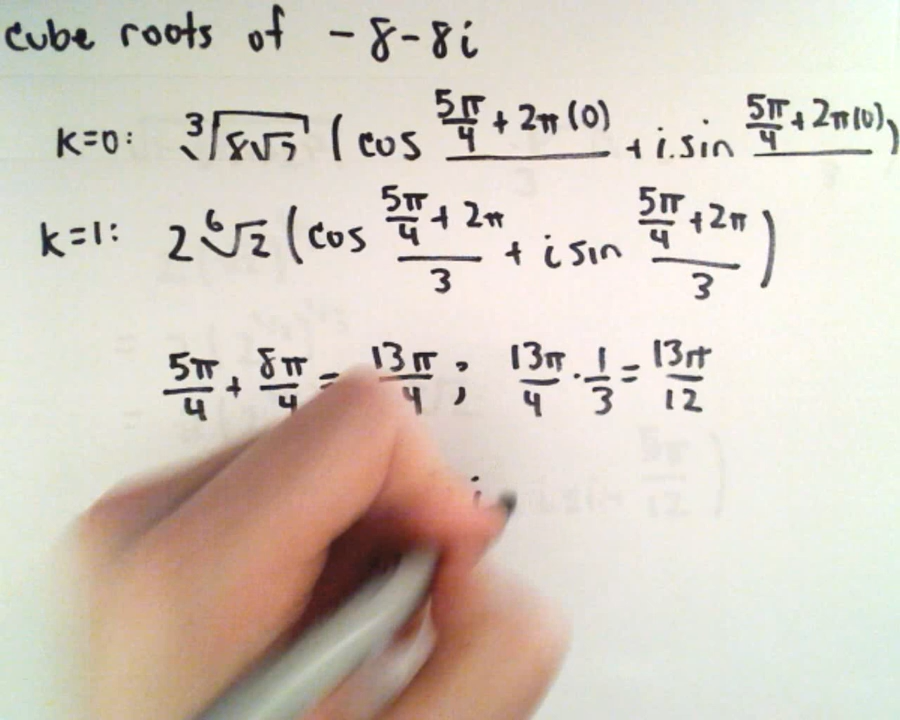 cube roots of -8-8i
k=0: ∛(8√2) (cos (5π/4 + 2π(0))/ + i.sin (5π/4 + 2π(0))/ )
k=1: 2 ⁶√2 (cos (5π/4 + 2π)/3 + i sin (5π/4 + 2π)/3 )
5π/4 + 8π/4 = 13π/4 ; 13π/4 · 1/3 = 13π/12
i